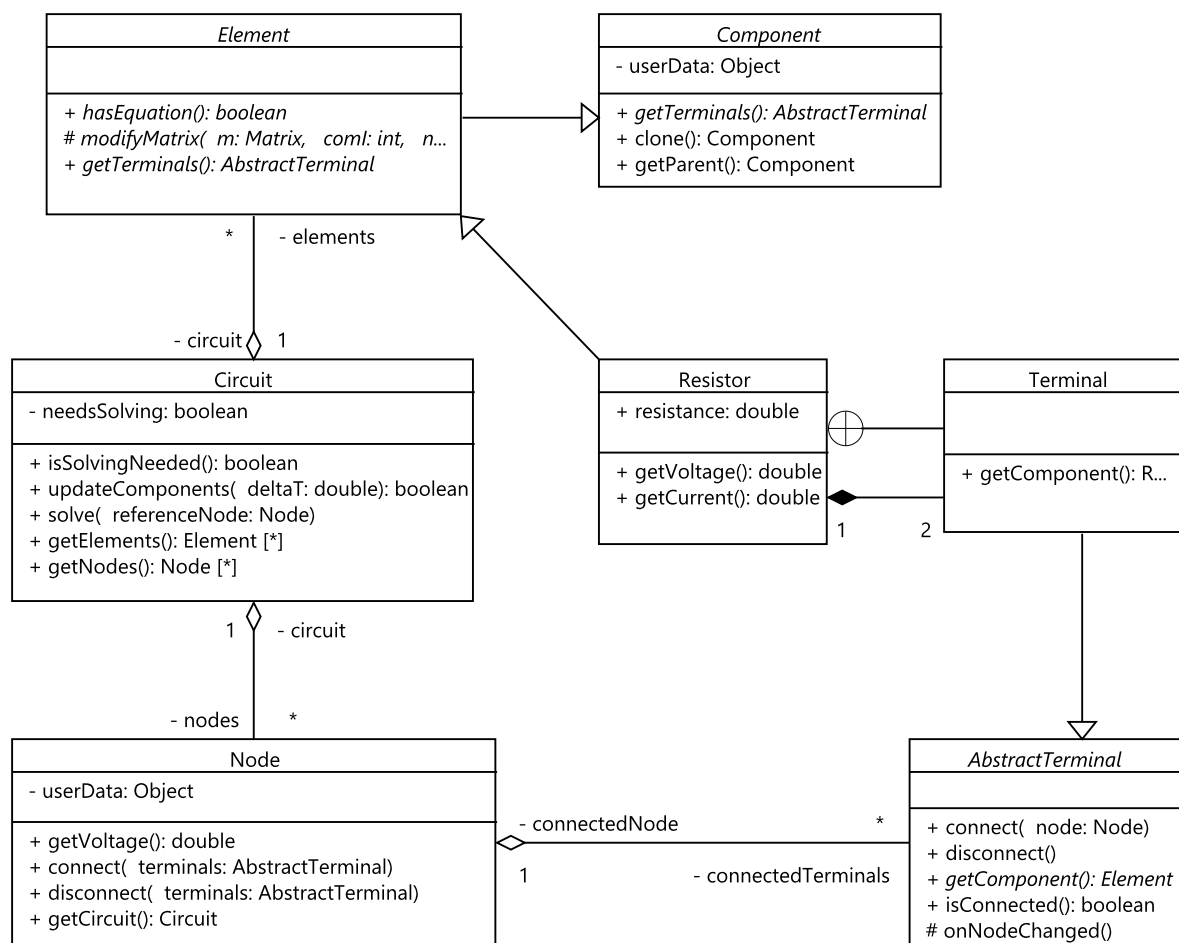 Element
+ hasEquation(): boolean
# modifyMatrix( m: Matrix, comI: int, n...
+ getTerminals(): AbstractTerminal
Component
- userData: Object
+ getTerminals(): AbstractTerminal
+ clone(): Component
+ getParent(): Component
* - elements
- circuit 1
Circuit
- needsSolving: boolean
+ isSolvingNeeded(): boolean
+ updateComponents( deltaT: double): boolean
+ solve( referenceNode: Node)
+ getElements(): Element [*]
+ getNodes(): Node [*]
Resistor
+ resistance: double
+ getVoltage(): double
+ getCurrent(): double
1 2
Terminal
+ getComponent(): R...
1 - circuit
- nodes *
Node
- userData: Object
+ getVoltage(): double
+ connect( terminals: AbstractTerminal)
+ disconnect( terminals: AbstractTerminal)
+ getCircuit(): Circuit
- connectedNode *
1 - connectedTerminals
AbstractTerminal
+ connect( node: Node)
+ disconnect()
+ getComponent(): Element
+ isConnected(): boolean
# onNodeChanged()